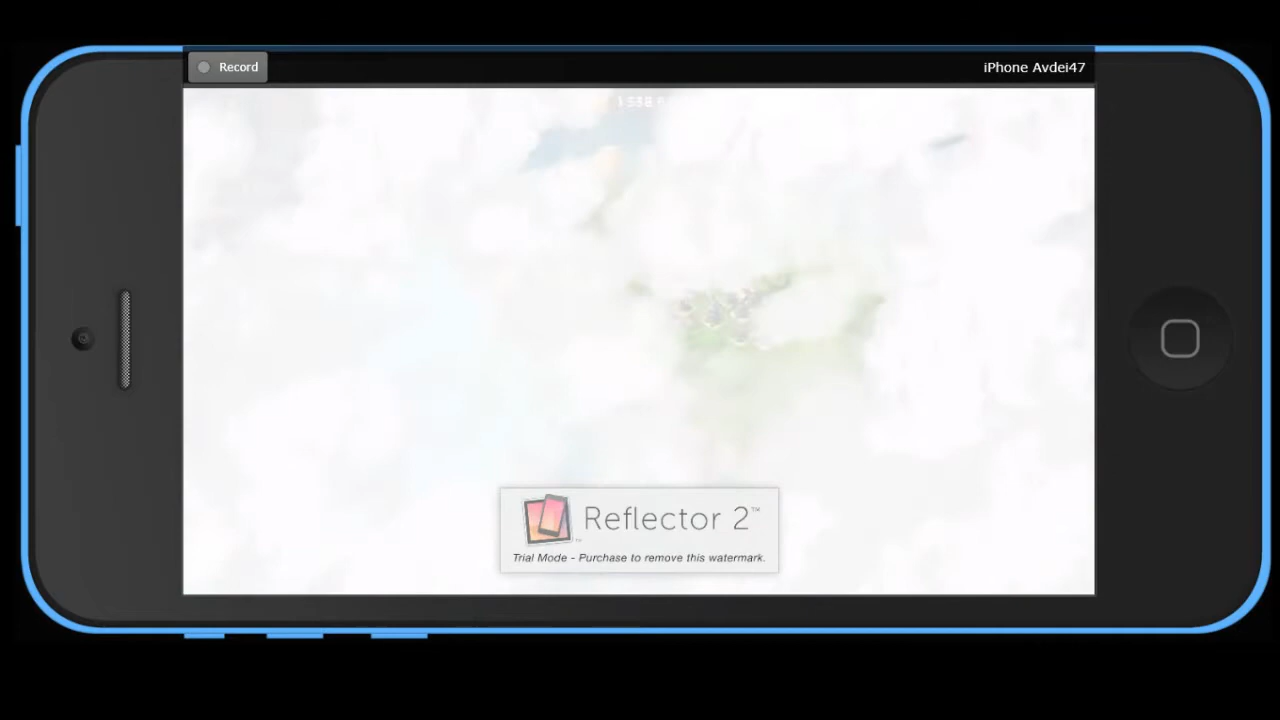 Record
iPhone Avdei47
Reflector 2™
Trial Mode - Purchase to remove this watermark.